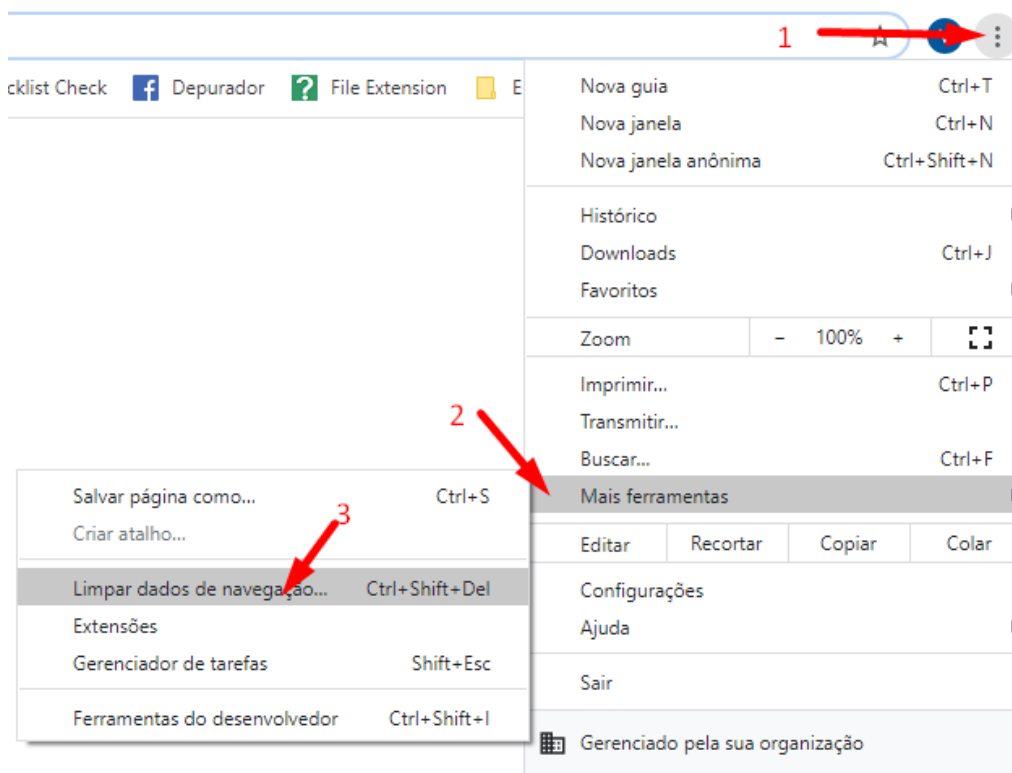 1
cklist Check Depurador File Extension E
Nova guia Ctrl+T
Nova janela Ctrl+N
Nova janela anônima Ctrl+Shift+N
Histórico
Downloads Ctrl+J
Favoritos
Zoom - 100% +
Imprimir... Ctrl+P
Transmitir...
Buscar... Ctrl+F
2
Mais ferramentas
Editar Recortar Copiar Colar
Configurações
Ajuda
Sair
Gerenciado pela sua organização
Salvar página como... Ctrl+S
Criar atalho...
3
Limpar dados de navegação... Ctrl+Shift+Del
Extensões
Gerenciador de tarefas Shift+Esc
Ferramentas do desenvolvedor Ctrl+Shift+I